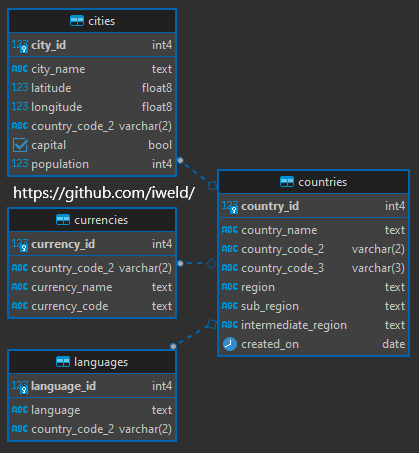 cities
123 city_id int4
ABC city_name text
123 latitude float8
123 longitude float8
ABC country_code_2 varchar(2)
capital bool
123 population int4
https://github.com/iweld/
currencies
123 currency_id int4
ABC country_code_2 varchar(2)
ABC currency_name text
ABC currency_code text
languages
123 language_id int4
ABC language text
ABC country_code_2 varchar(2)
countries
123 country_id int4
ABC country_name text
ABC country_code_2 varchar(2)
ABC country_code_3 varchar(3)
ABC region text
ABC sub_region text
ABC intermediate_region text
created_on date